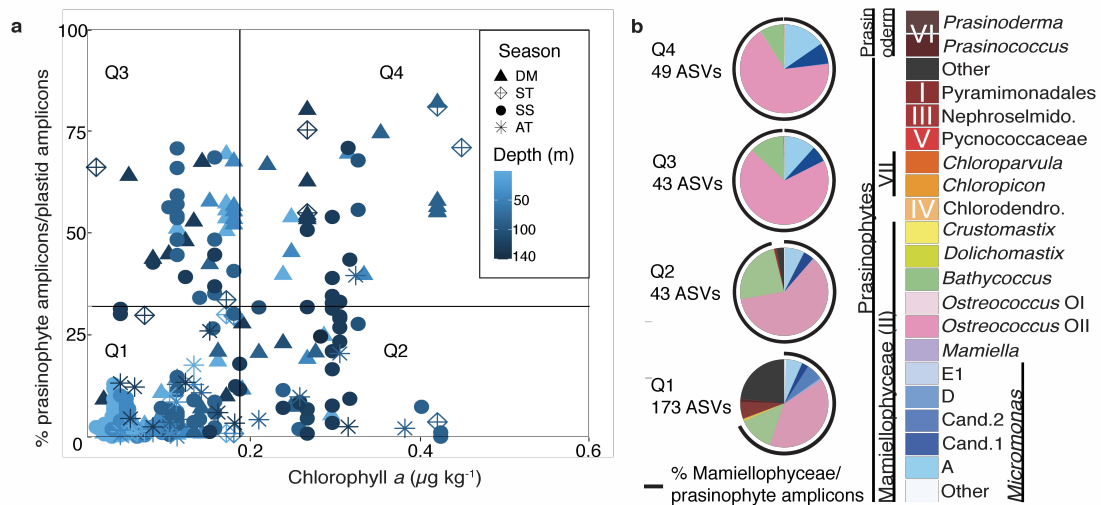 a
% prasinophyte amplicons/plastid amplicons
100
75
50
25
0
Q3
Q4
Q1
Q2
Season
DM
ST
SS
AT
Depth (m)
50
100
140
0.2
0.4
0.6
Chlorophyll a (µg kg⁻¹)
b
Q4
49 ASVs
Q3
43 ASVs
Q2
43 ASVs
Q1
173 ASVs
% Mamiellophyceae/
prasinophyte amplicons
Prasin
oderm
Prasinophytes
VII
Mamiellophyceae (II)
VI
Prasinoderma
Prasinococcus
Other
I Pyramimonadales
III Nephroselmido.
V Pycnococcaceae
Chloroparvula
Chloropicon
IV Chlorodendro.
Crustomastix
Dolichomastix
Bathycoccus
Ostreococcus OI
Ostreococcus OII
Mamiella
E1
D
Cand.2
Cand.1
A
Other
Micromonas